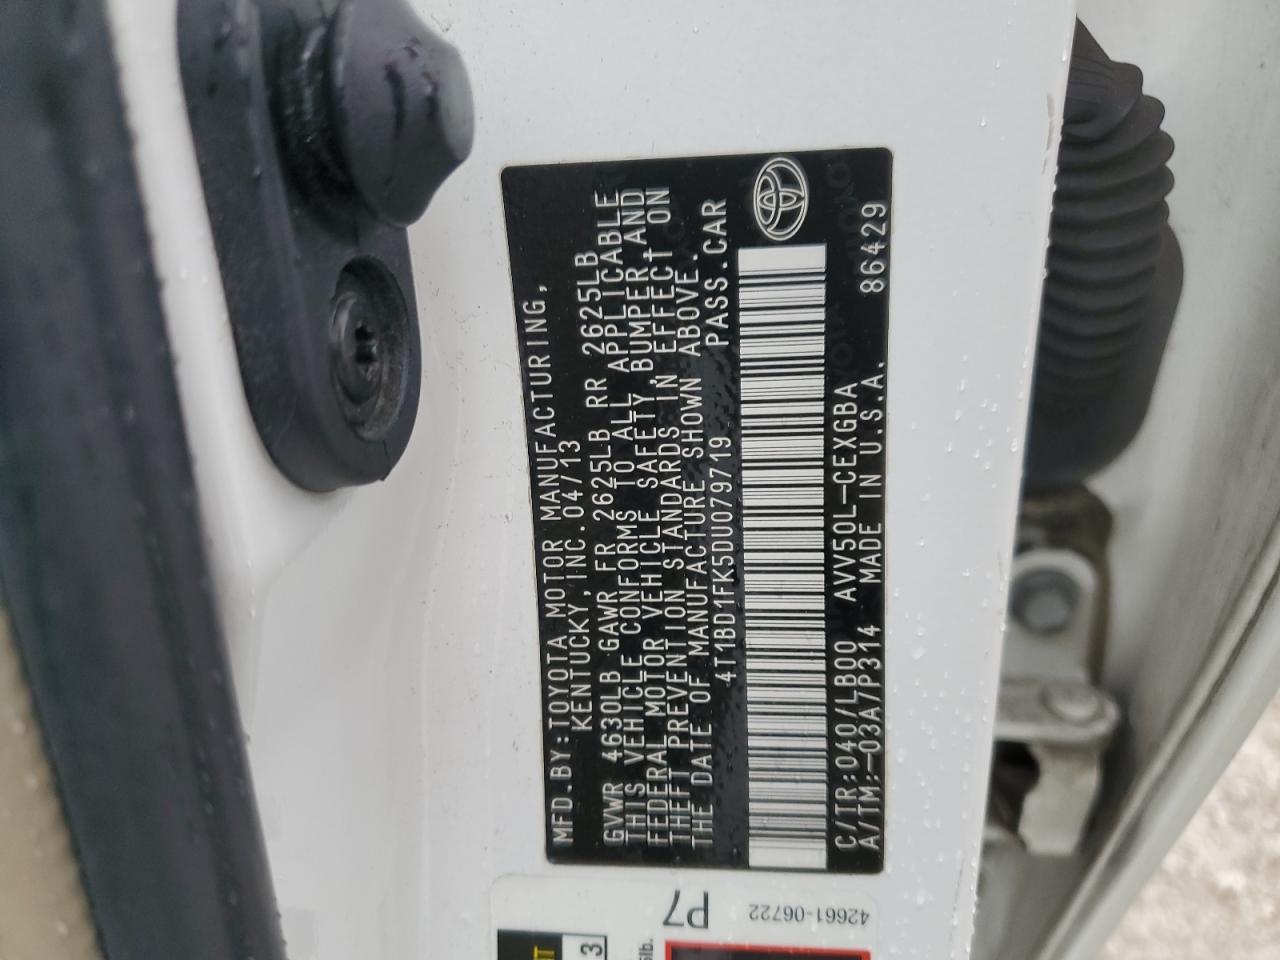 MFD.BY:TOYOTA MOTOR MANUFACTURING,
KENTUCKY,INC.04/13
GVWR 4630LB GAWR FR 2625LB RR 2625LB
THIS VEHICLE CONFORMS TO ALL APPLICABLE
FEDERAL MOTOR VEHICLE SAFETY,BUMPER,AND
THEFT PREVENTION STANDARDS IN EFFECT ON
THE DATE OF MANUFACTURE SHOWN ABOVE.
4T1BD1FK5DU079719 PASS.CAR
C/TR:040/LB00 AVV50L-CEXGBA 86429
A/TM:-03A7P314 MADE IN U.S.A.
P7
42661-06722
3